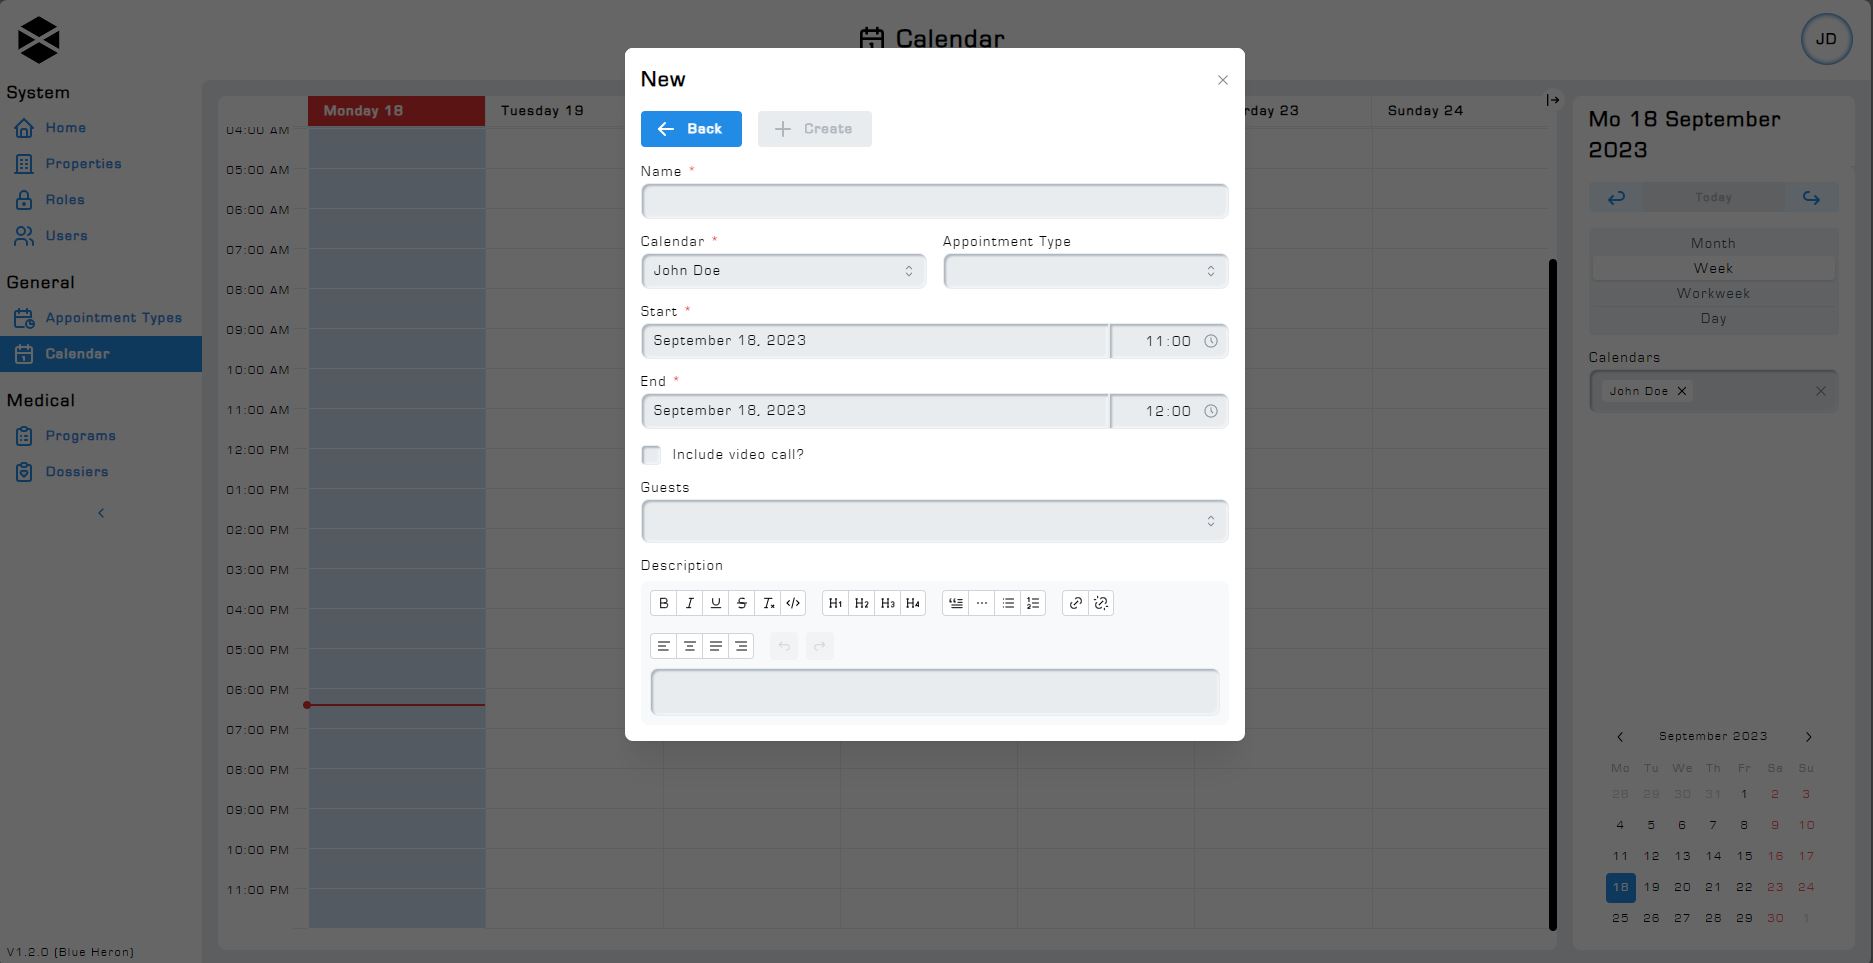 Calendar
JD
System
Home
Properties
Roles
Users
General
Appointment Types
Calendar
Medical
Programs
Dossiers
V1.2.0 (Blue Heron)
Monday 18
Tuesday 19
rday 23
Sunday 24
04:00 AM
05:00 AM
06:00 AM
07:00 AM
08:00 AM
09:00 AM
10:00 AM
11:00 AM
12:00 PM
01:00 PM
02:00 PM
03:00 PM
04:00 PM
05:00 PM
06:00 PM
07:00 PM
08:00 PM
09:00 PM
10:00 PM
11:00 PM
New
Back
Create
Name *
Calendar * Appointment Type
John Doe
Start *
September 18, 2023 11:00
End *
September 18, 2023 12:00
Include video call?
Guests
Description
B I U S Tx </> H1 H2 H3 H4
Mo 18 September
2023
Today
Month
Week
Workweek
Day
Calendars
John Doe
September 2023
Mo Tu We Th Fr Sa Su
28 29 30 31 1 2 3
4 5 6 7 8 9 10
11 12 13 14 15 16 17
18 19 20 21 22 23 24
25 26 27 28 29 30 1